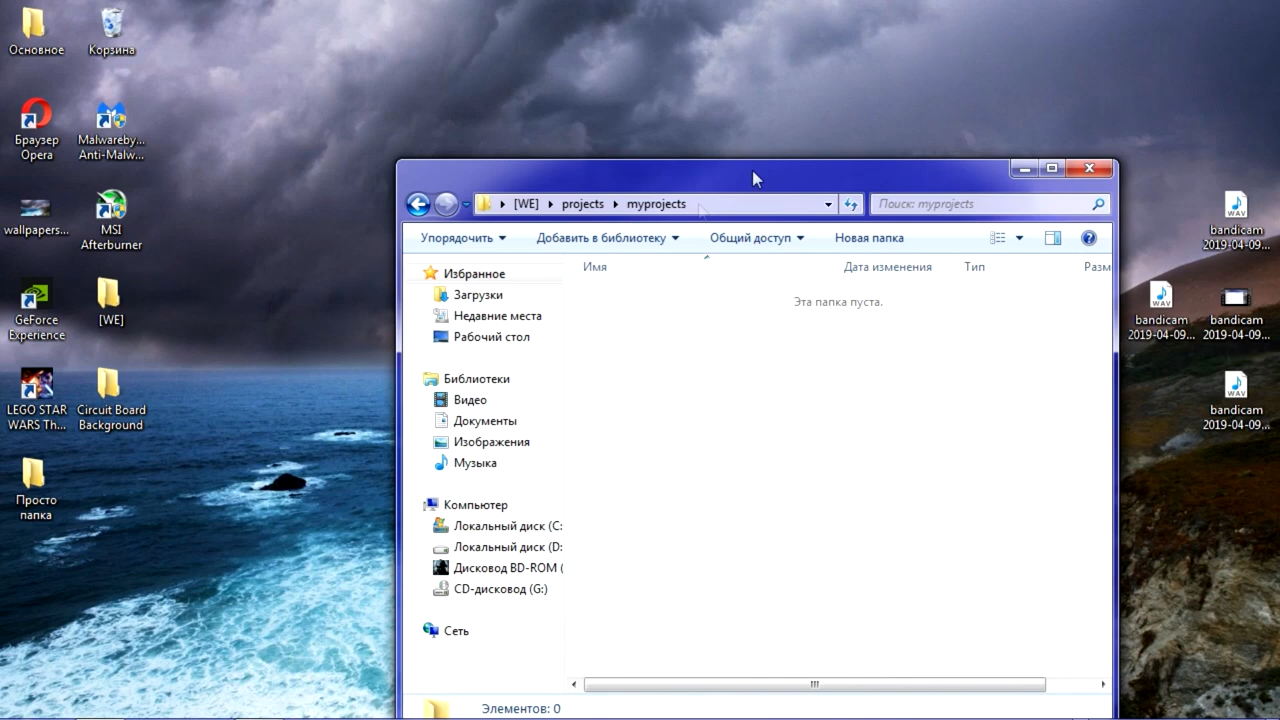 Основное
Корзина
Браузер
Opera
Malwareby...
Anti-Malw...
wallpapers...
MSI
Afterburner
GeForce
Experience
[WE]
LEGO STAR
WARS Th...
Circuit Board
Background
Просто
папка
[WE] projects myprojects
Поиск: myprojects
Упорядочить Добавить в библиотеку Общий доступ Новая папка
Имя Дата изменения Тип Разм
Эта папка пуста.
Избранное
Загрузки
Недавние места
Рабочий стол
Библиотеки
Видео
Документы
Изображения
Музыка
Компьютер
Локальный диск (C:
Локальный диск (D:
Дисковод BD-ROM (
CD-дисковод (G:)
Сеть
Элементов: 0
WAV
bandicam
2019-04-09...
WAV
bandicam
2019-04-09...
bandicam
2019-04-09...
WAV
bandicam
2019-04-09...